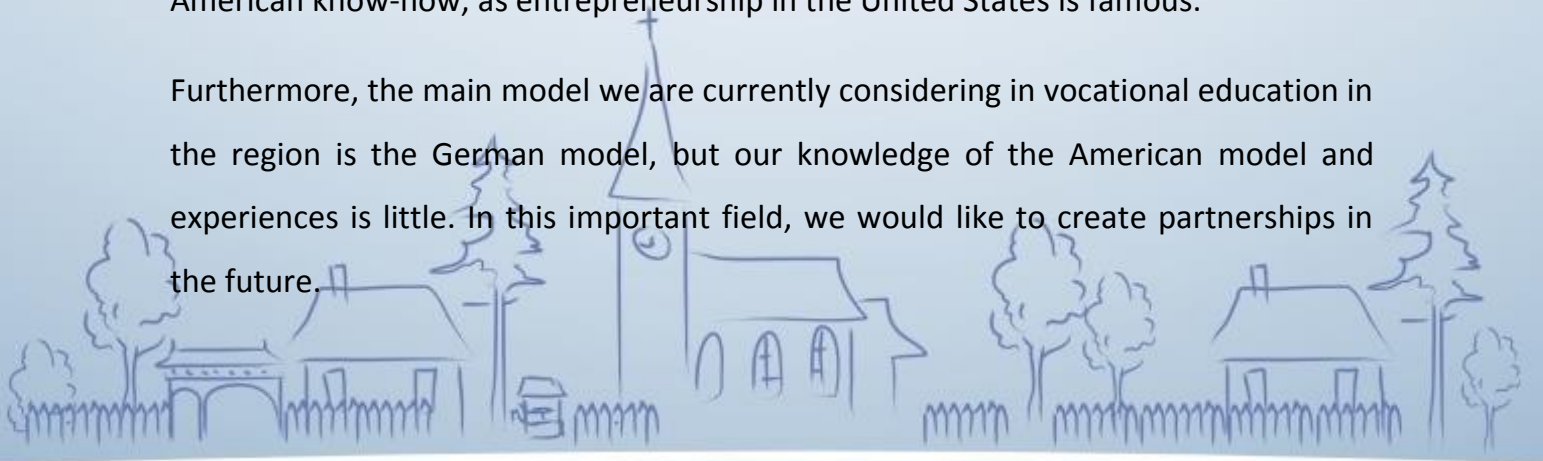 American know-how, as entrepreneurship in the United States is famous.
Furthermore, the main model we are currently considering in vocational education in
the region is the German model, but our knowledge of the American model and
experiences is little. In this important field, we would like to create partnerships in
the future.